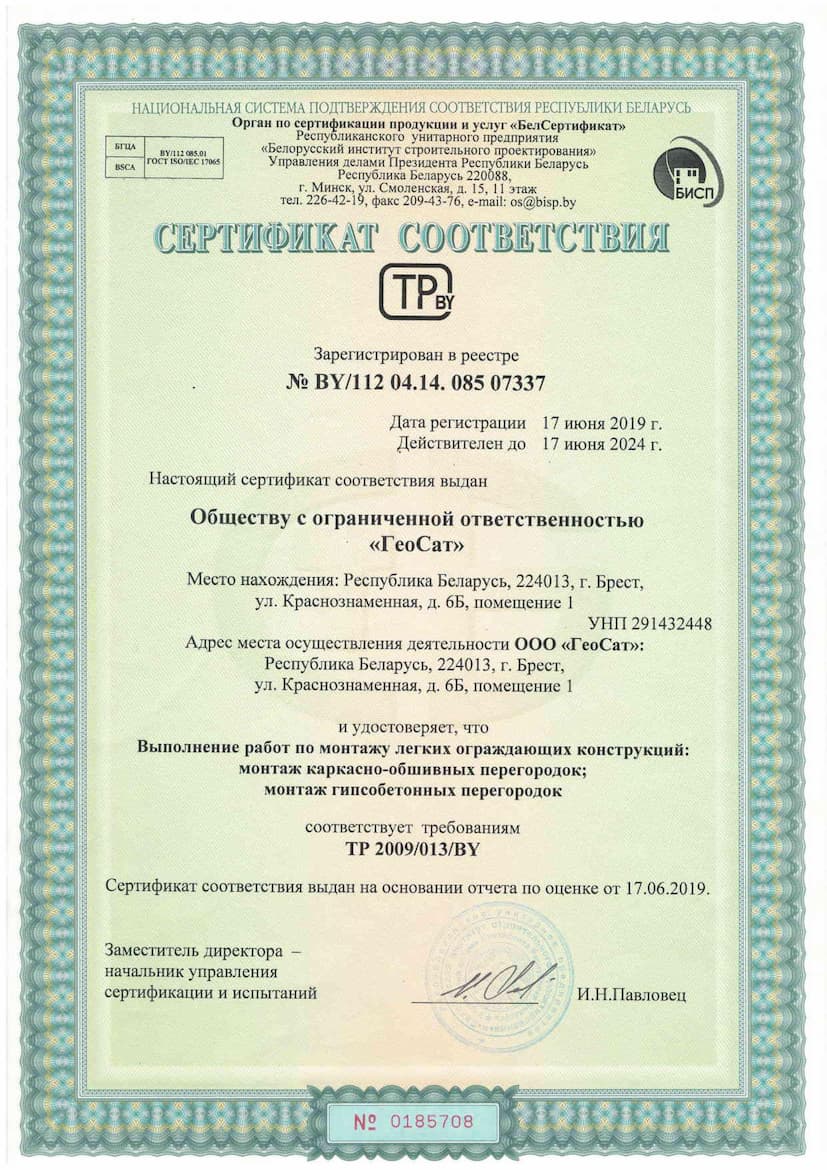 НАЦИОНАЛЬНАЯ СИСТЕМА ПОДТВЕРЖДЕНИЯ СООТВЕТСТВИЯ РЕСПУБЛИКИ БЕЛАРУСЬ
Орган по сертификации продукции и услуг «БелСертификат»
Республиканского унитарного предприятия
«Белорусский институт строительного проектирования»
Управления делами Президента Республики Беларусь
Республика Беларусь 220088,
г. Минск, ул. Смоленская, д. 15, 11 этаж
тел. 226-42-19, факс 209-43-76, e-mail: os@bisp.by
БГЦА
BSCA
BY/112 085.01
ГОСТ ISO/IEC 17065
БИСП
СЕРТИФИКАТ СООТВЕТСТВИЯ
ТР BY
Зарегистрирован в реестре
№ BY/112 04.14. 085 07337
Дата регистрации 17 июня 2019 г.
Действителен до 17 июня 2024 г.
Настоящий сертификат соответствия выдан
Обществу с ограниченной ответственностью
«ГеоСат»
Место нахождения: Республика Беларусь, 224013, г. Брест,
ул. Краснознаменная, д. 6Б, помещение 1
УНП 291432448
Адрес места осуществления деятельности ООО «ГеоСат»:
Республика Беларусь, 224013, г. Брест,
ул. Краснознаменная, д. 6Б, помещение 1
и удостоверяет, что
Выполнение работ по монтажу легких ограждающих конструкций:
монтаж каркасно-обшивных перегородок;
монтаж гипсобетонных перегородок
соответствует требованиям
ТР 2009/013/BY
Сертификат соответствия выдан на основании отчета по оценке от 17.06.2019.
Заместитель директора –
начальник управления
сертификации и испытаний
И.Н.Павловец
№ 0185708